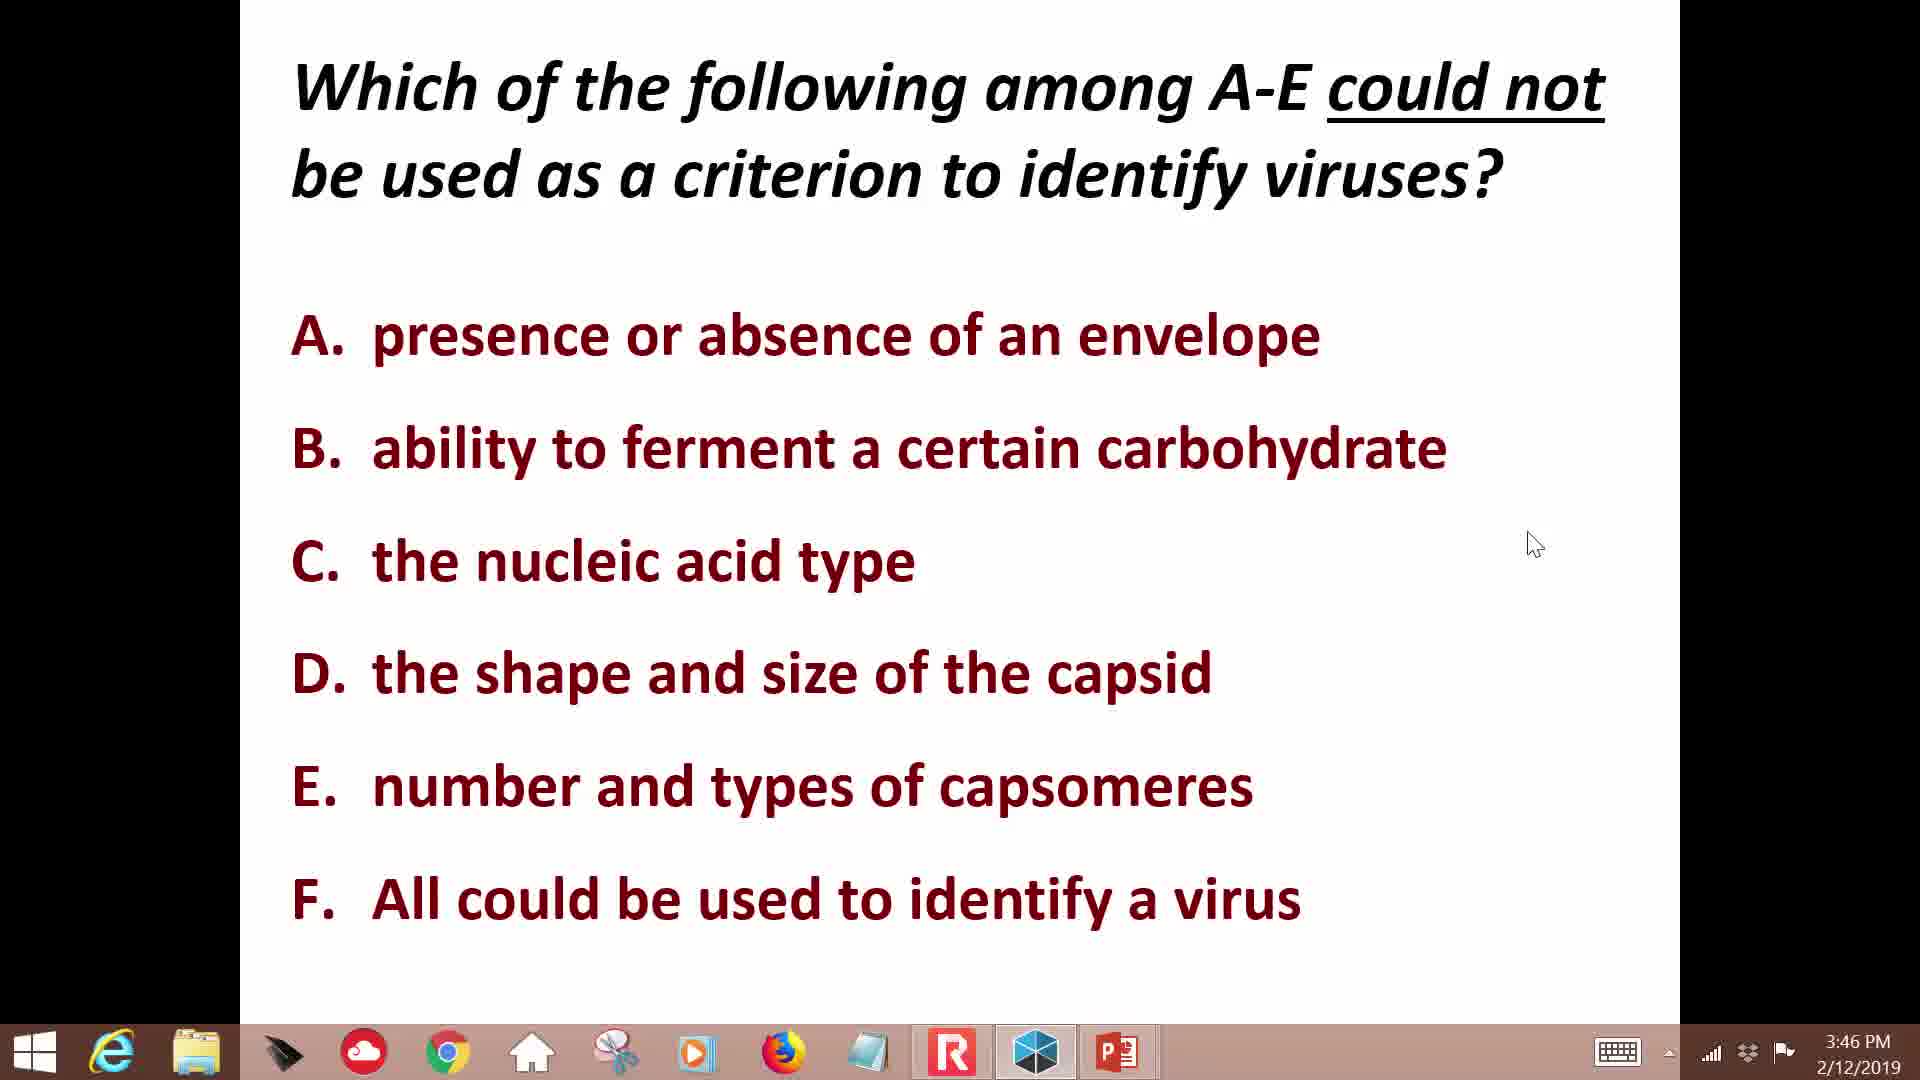 Which of the following among A-E could not
be used as a criterion to identify viruses?
A. presence or absence of an envelope
B. ability to ferment a certain carbohydrate
C. the nucleic acid type
D. the shape and size of the capsid
E. number and types of capsomeres
F. All could be used to identify a virus
3:46 PM
2/12/2019